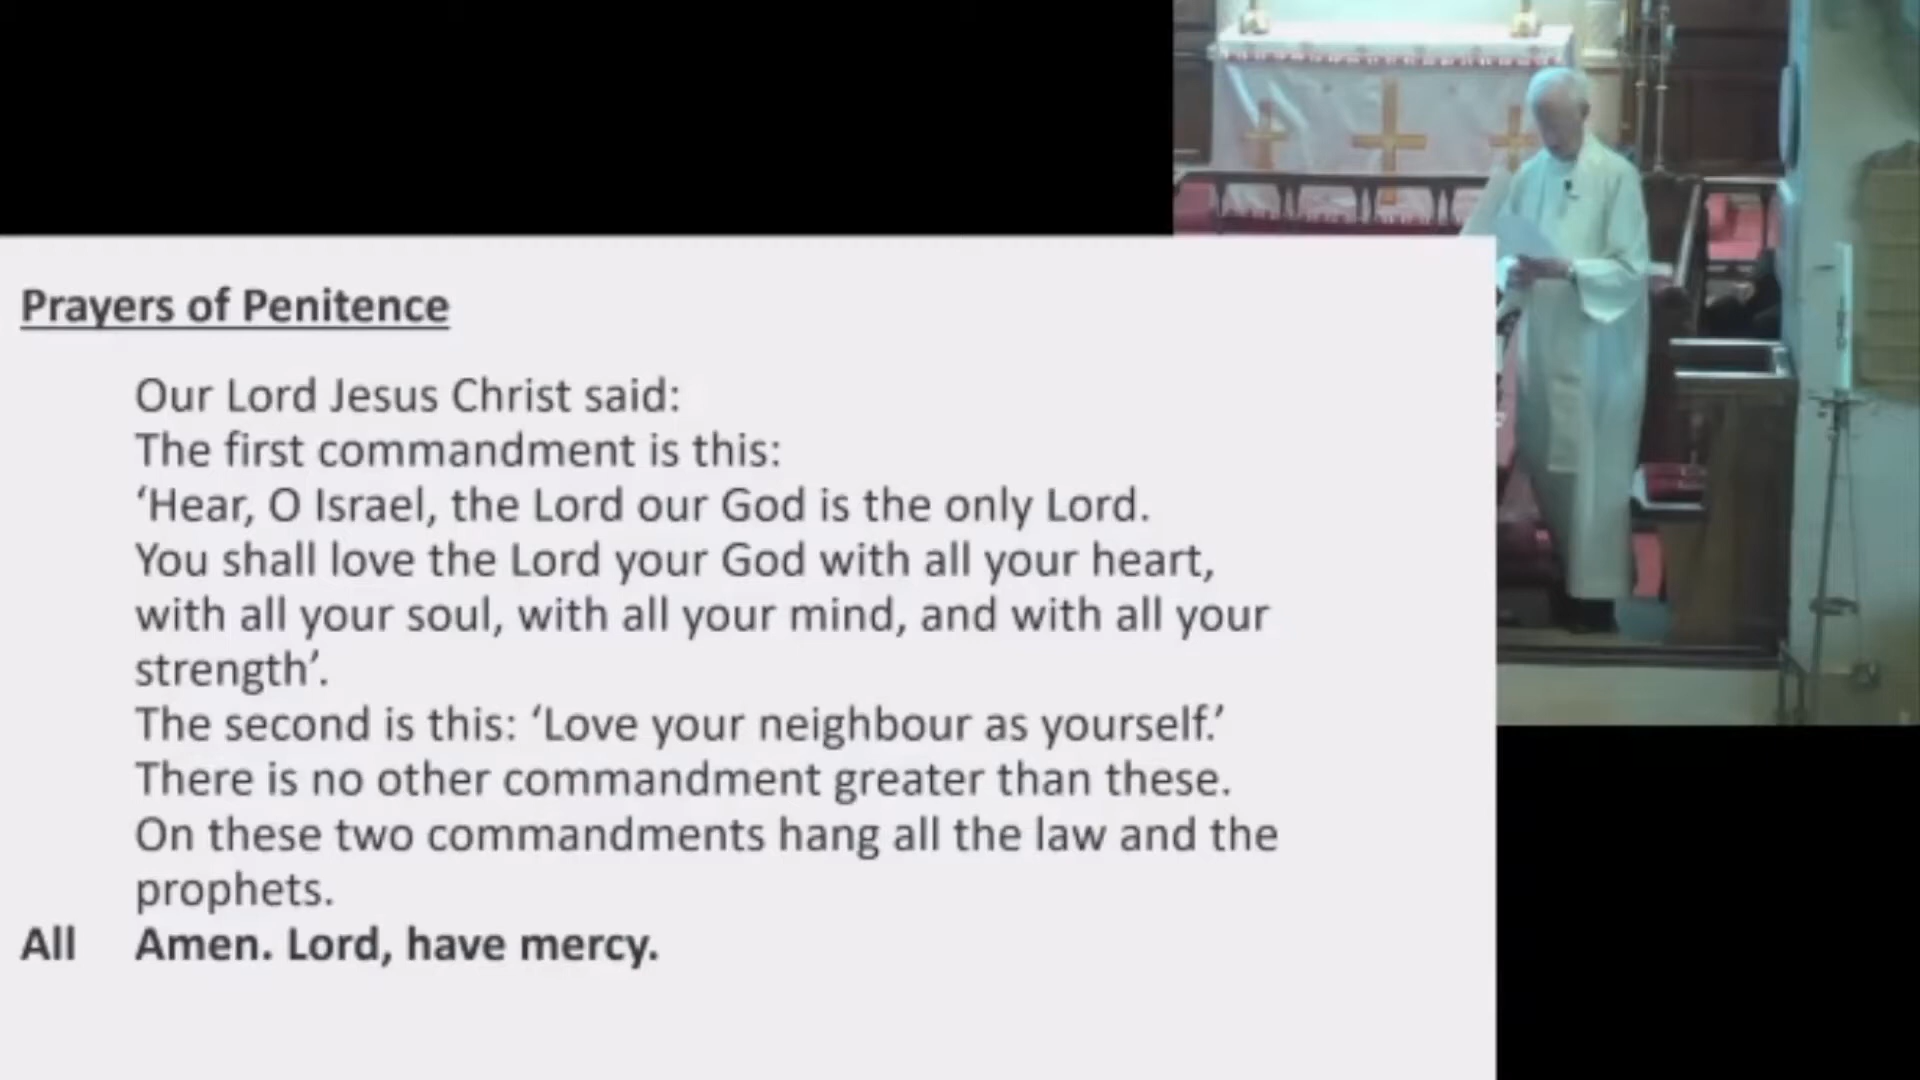 Prayers of Penitence
Our Lord Jesus Christ said:
The first commandment is this:
‘Hear, O Israel, the Lord our God is the only Lord.
You shall love the Lord your God with all your heart,
with all your soul, with all your mind, and with all your
strength’.
The second is this: ‘Love your neighbour as yourself.’
There is no other commandment greater than these.
On these two commandments hang all the law and the
prophets.
All Amen. Lord, have mercy.